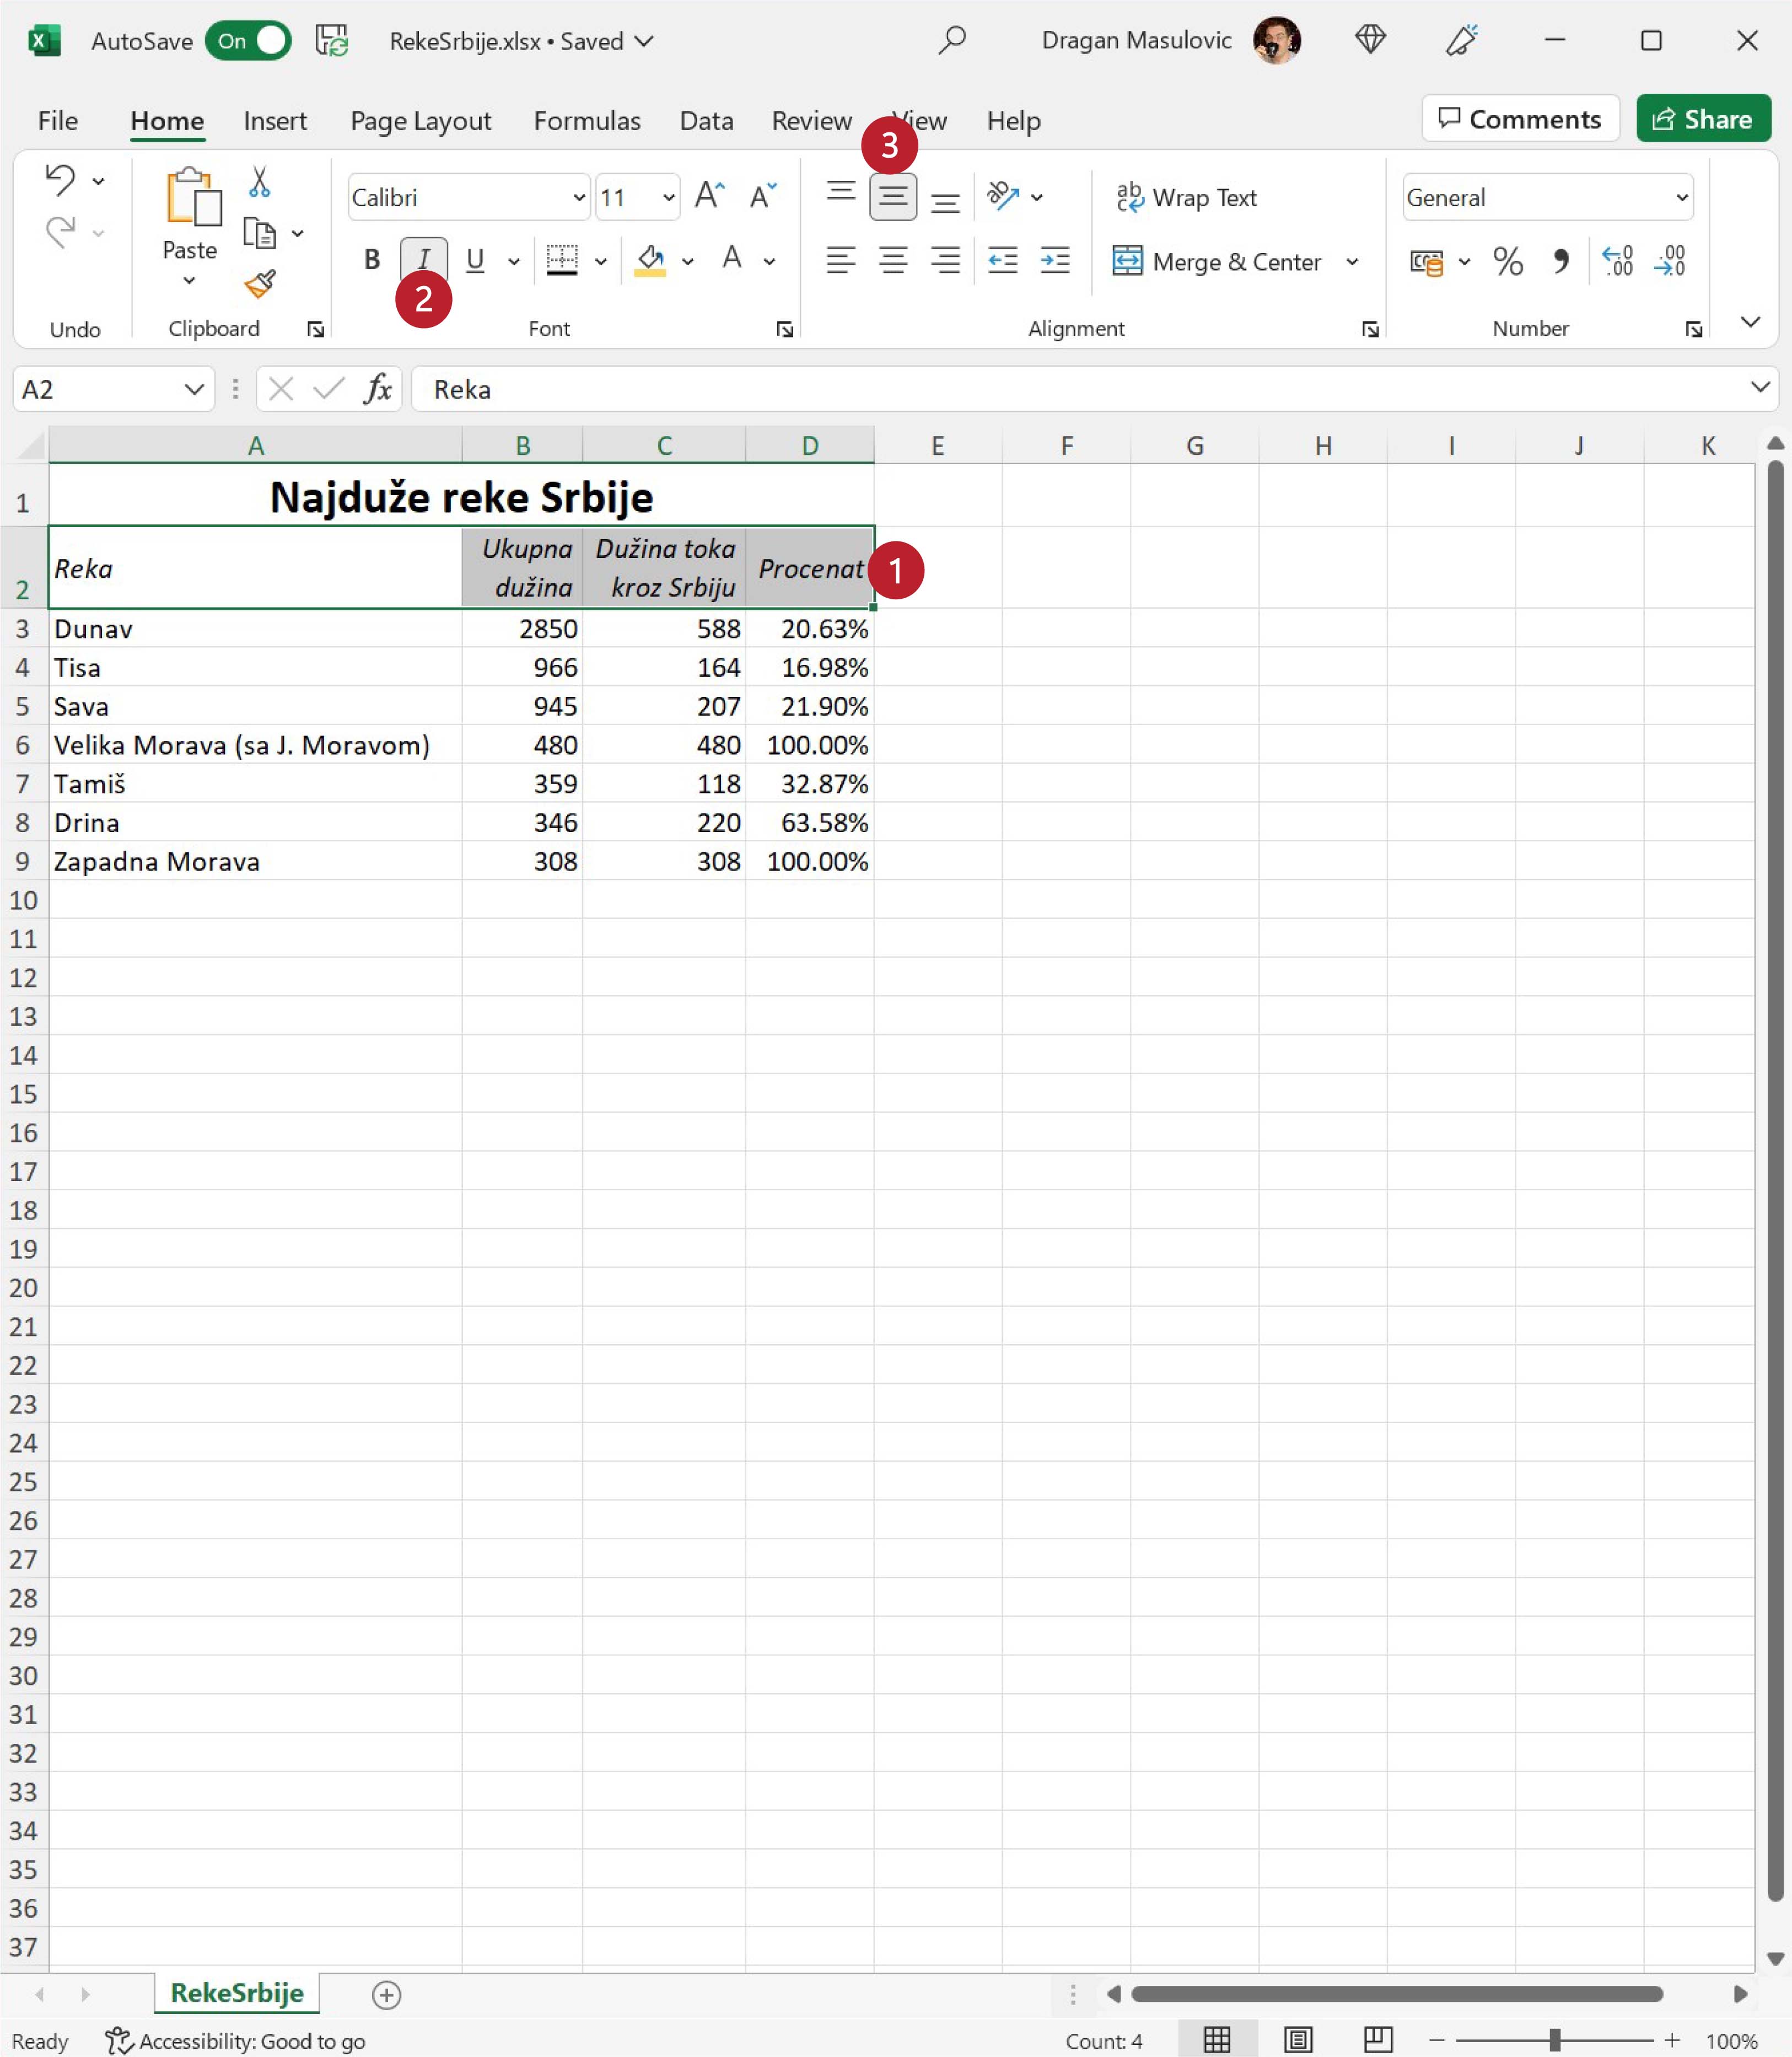 AutoSave On RekeSrbije.xlsx • Saved Dragan Masulovic
File Home Insert Page Layout Formulas Data Review View Help Comments Share
3
Calibri 11 Wrap Text General
Paste B I U A Merge & Center % .00 .00
2
Undo Clipboard Font Alignment Number
A2 fx Reka
A B C D E F G H I J K
1 Najduže reke Srbije
2 Reka Ukupna dužina Dužina toka kroz Srbiju Procenat 1
3 Dunav 2850 588 20.63%
4 Tisa 966 164 16.98%
5 Sava 945 207 21.90%
6 Velika Morava (sa J. Moravom) 480 480 100.00%
7 Tamiš 359 118 32.87%
8 Drina 346 220 63.58%
9 Zapadna Morava 308 308 100.00%
10
11
12
13
14
15
16
17
18
19
20
21
22
23
24
25
26
27
28
29
30
31
32
33
34
35
36
37
RekeSrbije
Ready Accessibility: Good to go Count: 4 100%